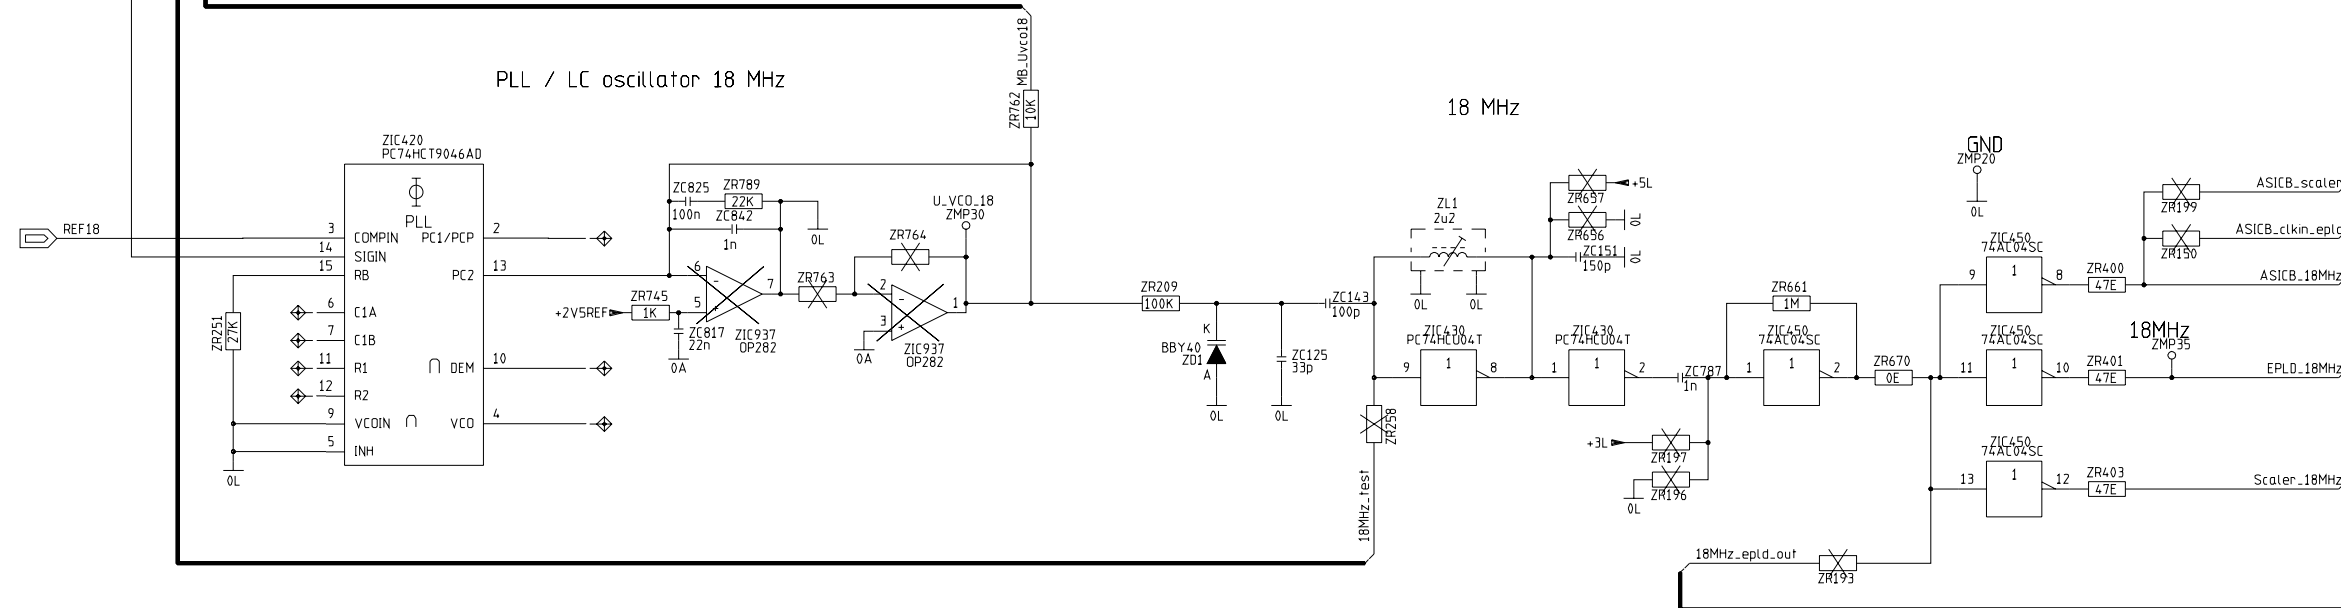 MB_Uvco18
PLL / LC oscillator 18 MHz
ZR762
10K
18 MHz
ZIC420
PC74HCT9046AD
PLL
REF18
3
COMPIN
14
SIGIN
15
RB
6
C1A
7
C1B
11
R1
12
R2
9
VCOIN
5
INH
PC1/PCP
2
PC2
13
DEM
10
VCO
4
ZR251
27K
0L
ZC825
100n
ZR789
22K
ZC842
1n
0L
U_VCO_18
ZMP30
ZR764
6
-
5
+
7
ZIC937
OP282
+2V5REF
ZR745
1K
ZC817
22n
0A
ZR763
2
-
3
+
1
0A
ZIC937
OP282
ZR209
100K
K
BBY40
ZD1
A
0L
ZC125
33p
0L
ZC143
100p
ZL1
2u2
0L
0L
ZR657
+5L
ZR656
0L
ZC151
150p
0L
ZIC430
PC74HCU04T
9
1
8
ZR258
18MHz_test
ZIC430
PC74HCU04T
1
1
2
ZC787
1n
+3L
ZR197
ZR196
0L
ZR661
1M
ZIC450
74AC04SC
1
1
2
ZR670
0E
GND
ZMP20
0L
ZIC450
74AC04SC
9
1
8
ZR400
47E
ZR199
ASICB_scaler
ZR150
ASICB_clkin_epld
ASICB_18MHz
ZIC450
74AC04SC
11
1
10
ZR401
47E
18MHz
ZMP35
EPLD_18MHz
ZIC450
74AC04SC
13
1
12
ZR403
47E
Scaler_18MHz
18MHz_epld_out
ZR193